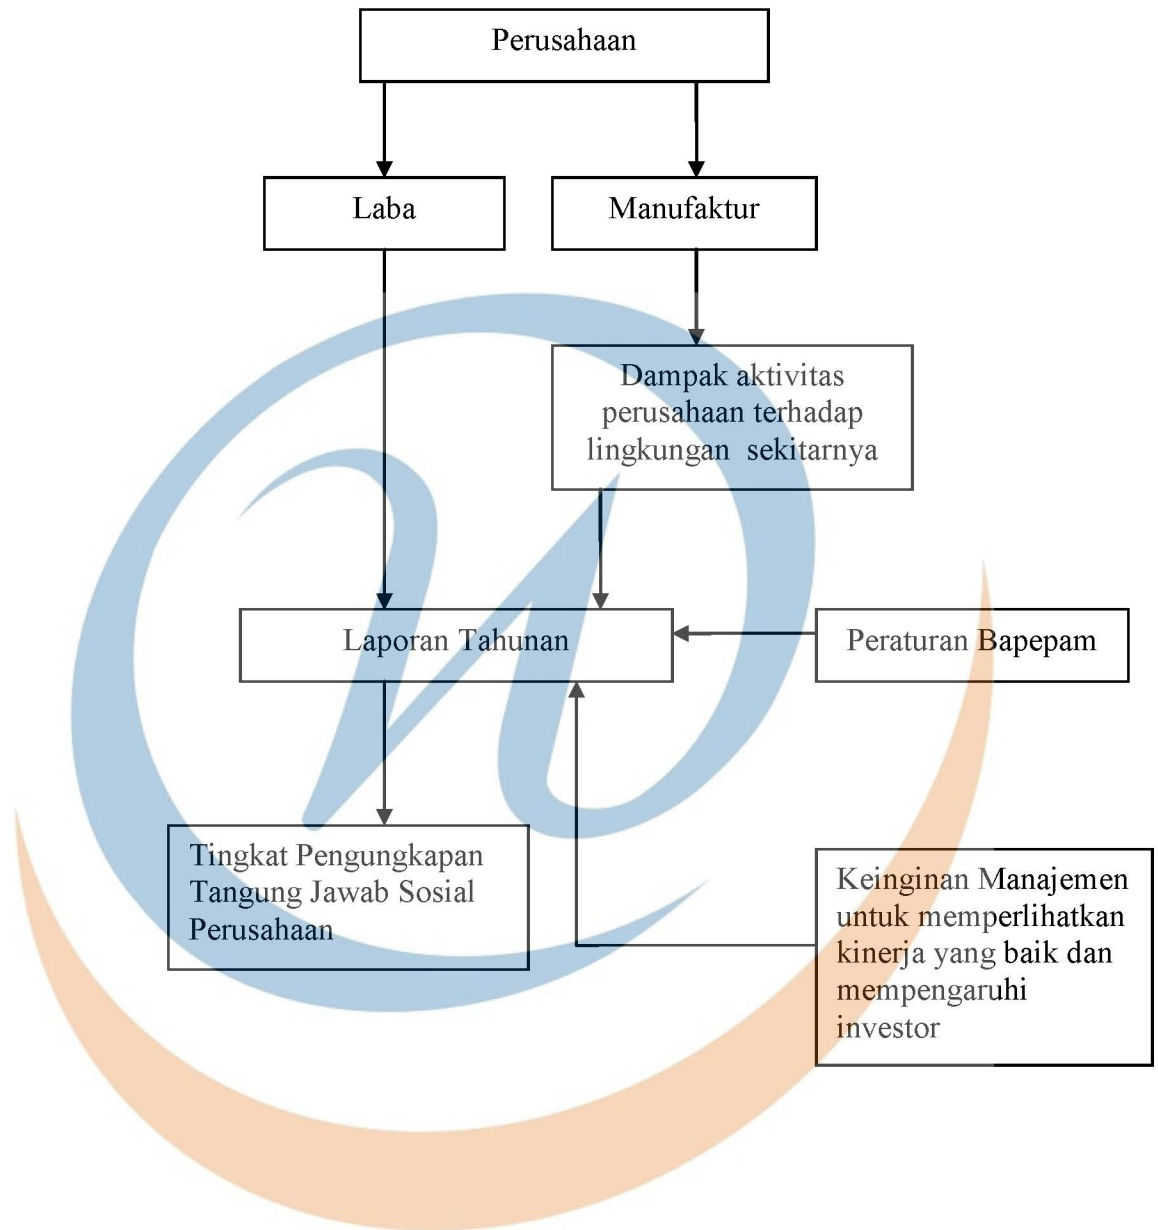 Perusahaan
Laba
Manufaktur
Dampak aktivitas
perusahaan terhadap
lingkungan sekitarnya
Laporan Tahunan
Peraturan Bapepam
Tingkat Pengungkapan
Tangung Jawab Sosial
Perusahaan
Keinginan Manajemen
untuk memperlihatkan
kinerja yang baik dan
mempengaruhi
investor